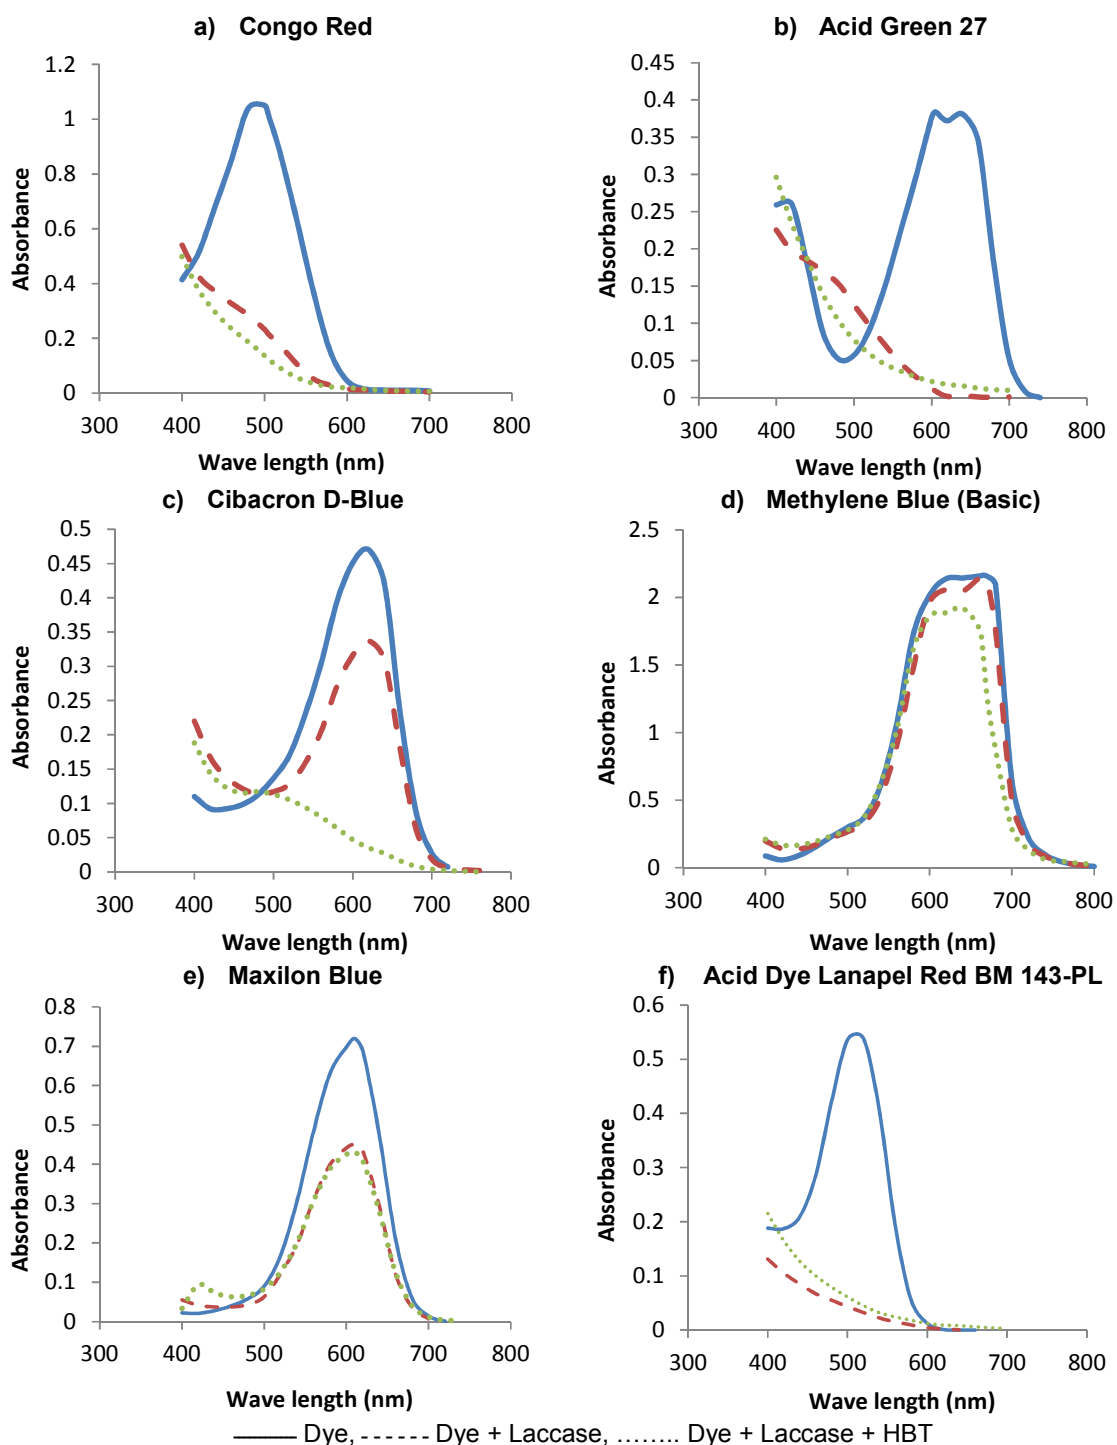 a) Congo Red
1.2
1
0.8
0.6
0.4
0.2
0
Absorbance
300 400 500 600 700 800
Wave length (nm)
b) Acid Green 27
0.45
0.4
0.35
0.3
0.25
0.2
0.15
0.1
0.05
0
Absorbance
300 400 500 600 700 800
Wave length (nm)
c) Cibacron D-Blue
0.5
0.45
0.4
0.35
0.3
0.25
0.2
0.15
0.1
0.05
0
Absorbance
300 400 500 600 700 800
Wave length (nm)
d) Methylene Blue (Basic)
2.5
2
1.5
1
0.5
0
Absorbance
300 400 500 600 700 800
Wave length (nm)
e) Maxilon Blue
0.8
0.7
0.6
0.5
0.4
0.3
0.2
0.1
0
Absorbance
300 400 500 600 700 800
Wave length (nm)
f) Acid Dye Lanapel Red BM 143-PL
0.6
0.5
0.4
0.3
0.2
0.1
0
Absorbance
300 400 500 600 700 800
Wave length (nm)
Dye, - - - - - - Dye + Laccase, …….. Dye + Laccase + HBT